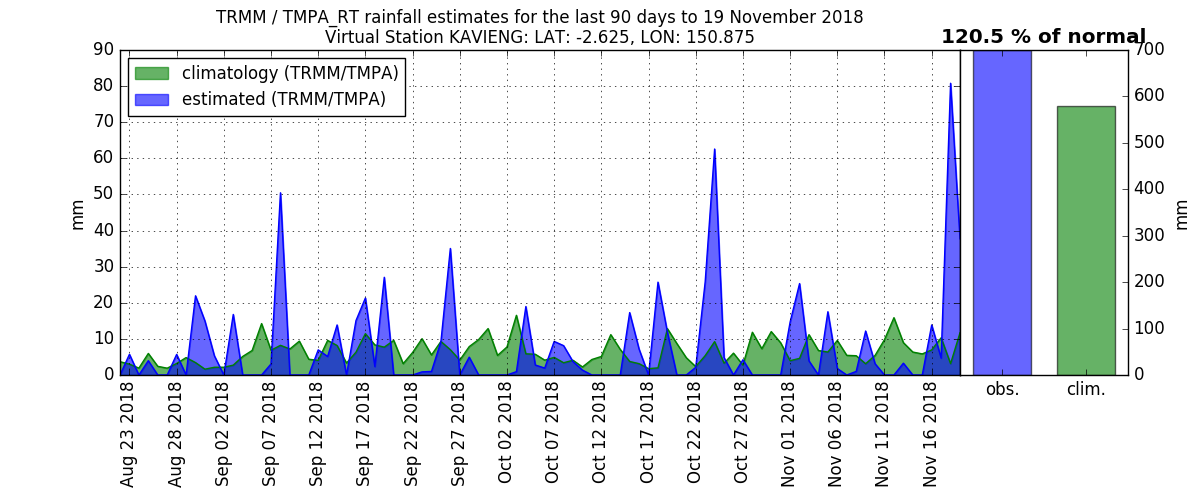 TRMM / TMPA_RT rainfall estimates for the last 90 days to 19 November 2018
Virtual Station KAVIENG: LAT: -2.625, LON: 150.875
120.5 % of normal
climatology (TRMM/TMPA)
estimated (TRMM/TMPA)
90
80
70
60
50
40
30
20
10
0
mm
Aug 23 2018
Aug 28 2018
Sep 02 2018
Sep 07 2018
Sep 12 2018
Sep 17 2018
Sep 22 2018
Sep 27 2018
Oct 02 2018
Oct 07 2018
Oct 12 2018
Oct 17 2018
Oct 22 2018
Oct 27 2018
Nov 01 2018
Nov 06 2018
Nov 11 2018
Nov 16 2018
700
600
500
400
300
200
100
0
mm
obs.
clim.